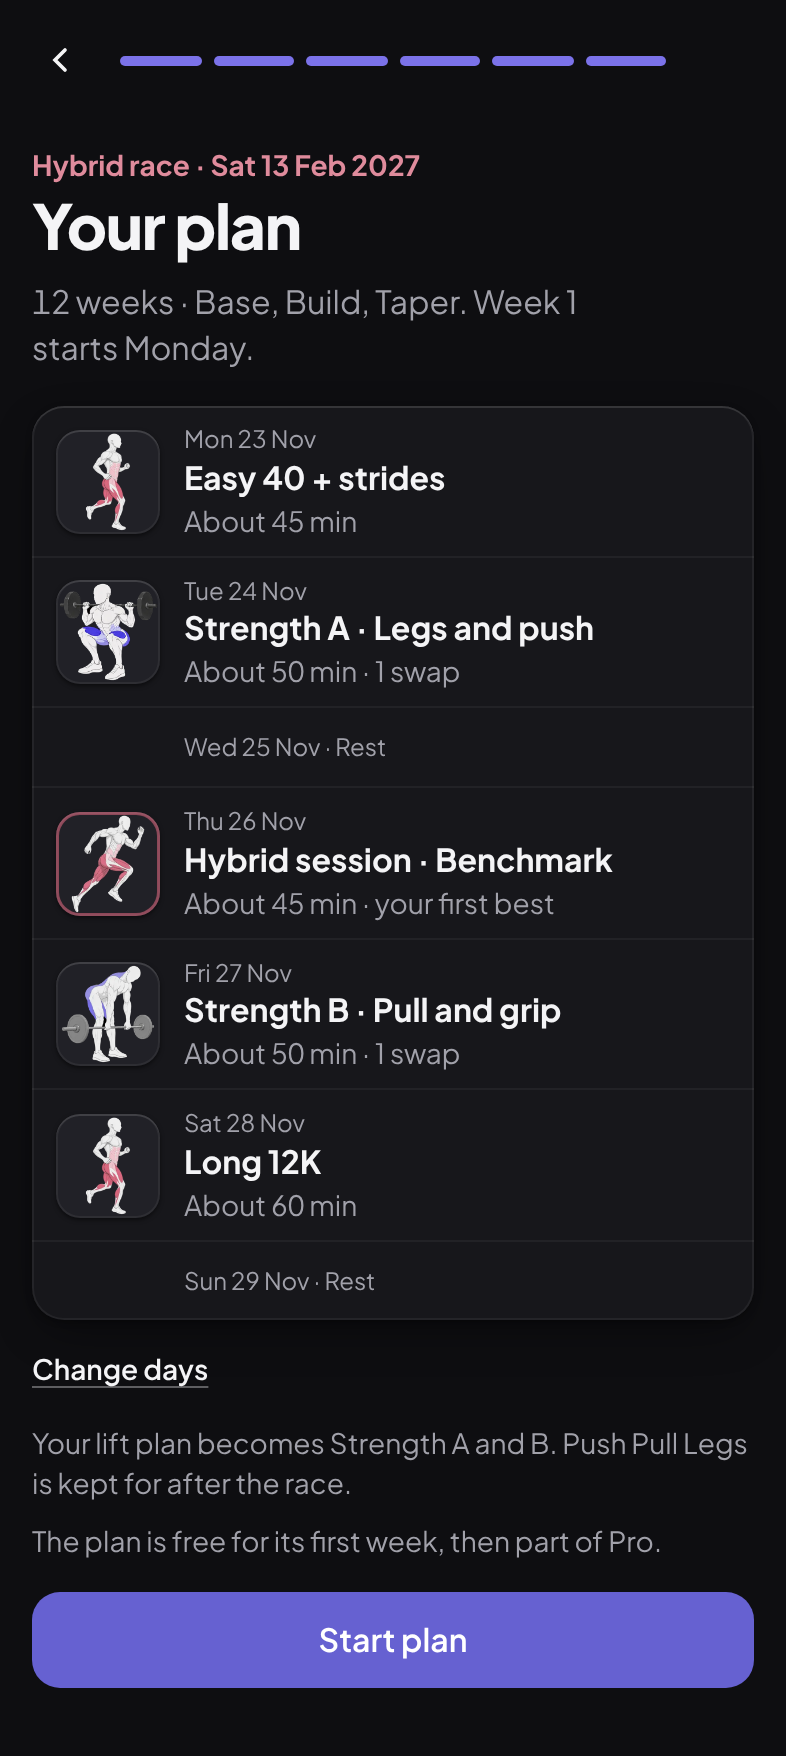 Hybrid race · Sat 13 Feb 2027
Your plan
12 weeks · Base, Build, Taper. Week 1
starts Monday.
Mon 23 Nov
Easy 40 + strides
About 45 min
Tue 24 Nov
Strength A · Legs and push
About 50 min · 1 swap
Wed 25 Nov · Rest
Thu 26 Nov
Hybrid session · Benchmark
About 45 min · your first best
Fri 27 Nov
Strength B · Pull and grip
About 50 min · 1 swap
Sat 28 Nov
Long 12K
About 60 min
Sun 29 Nov · Rest
Change days
Your lift plan becomes Strength A and B. Push Pull Legs
is kept for after the race.
The plan is free for its first week, then part of Pro.
Start plan